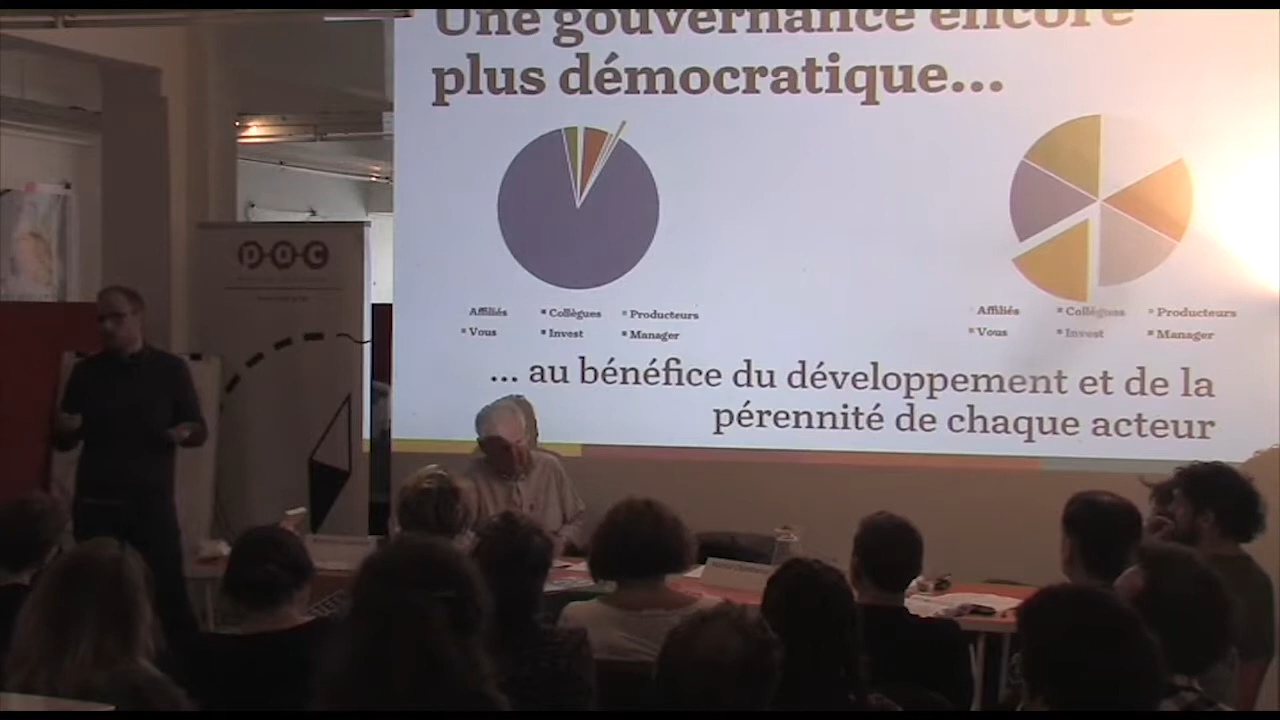 Une gouvernance encore
plus démocratique...
pac
Affiliés Collègues Producteurs
Vous Invest Manager
Affiliés Collègues Producteurs
Vous Invest Manager
... au bénéfice du développement et de la
pérennité de chaque acteur